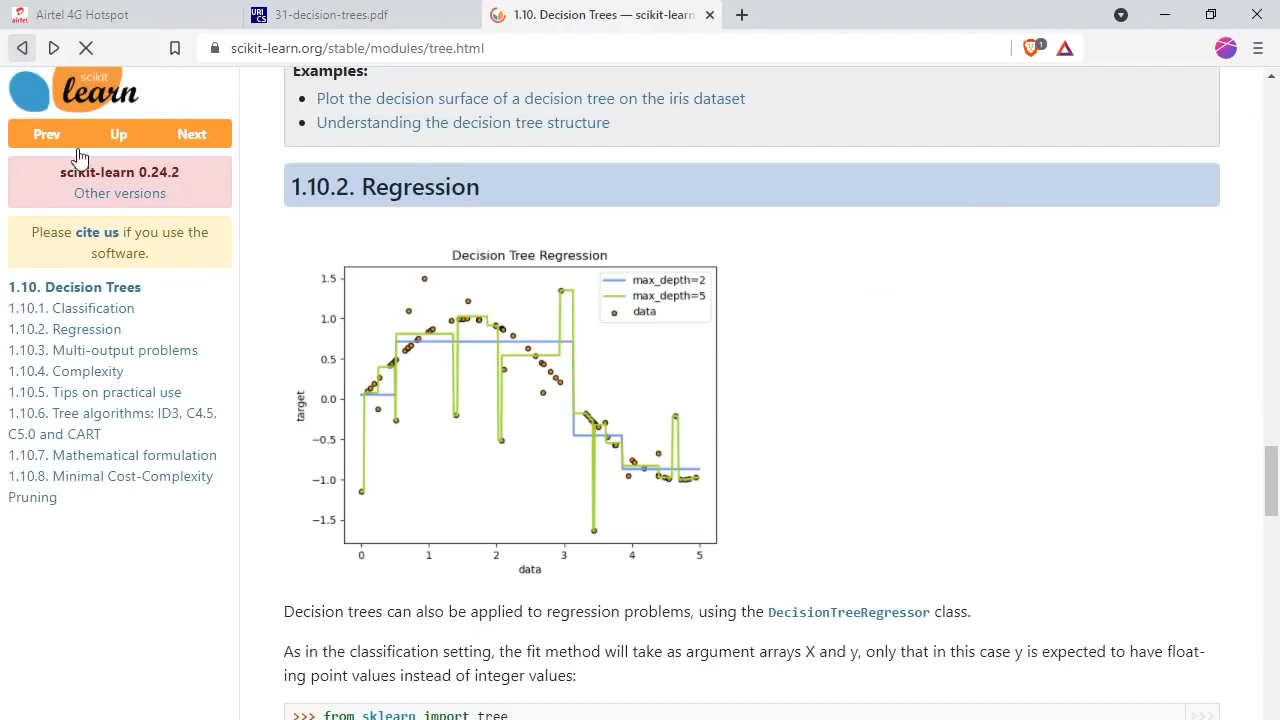 airtel
Airtel 4G Hotspot
URI
CS
31-decision-trees.pdf
1.10. Decision Trees — scikit-learn
scikit-learn.org/stable/modules/tree.html
1
scikit
learn
Prev Up Next
scikit-learn 0.24.2
Other versions
Please cite us if you use the
software.
1.10. Decision Trees
1.10.1. Classification
1.10.2. Regression
1.10.3. Multi-output problems
1.10.4. Complexity
1.10.5. Tips on practical use
1.10.6. Tree algorithms: ID3, C4.5,
C5.0 and CART
1.10.7. Mathematical formulation
1.10.8. Minimal Cost-Complexity
Pruning
Examples:
• Plot the decision surface of a decision tree on the iris dataset
• Understanding the decision tree structure
1.10.2. Regression
Decision Tree Regression
max_depth=2
max_depth=5
data
1.5
1.0
0.5
0.0
−0.5
−1.0
−1.5
target
0 1 2 3 4 5
data
Decision trees can also be applied to regression problems, using the DecisionTreeRegressor class.
As in the classification setting, the fit method will take as argument arrays X and y, only that in this case y is expected to have float-
ing point values instead of integer values:
>>> from sklearn import tree
>>>